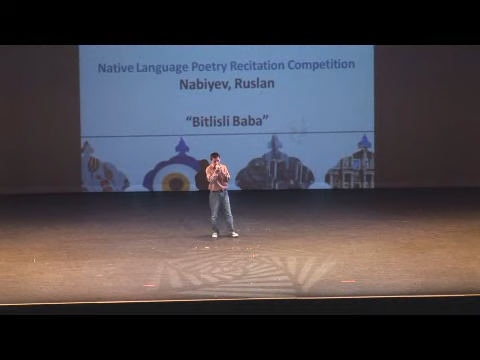 Native Language Poetry Recitation Competition
Nabiyev, Ruslan
“Bitlisli Baba”